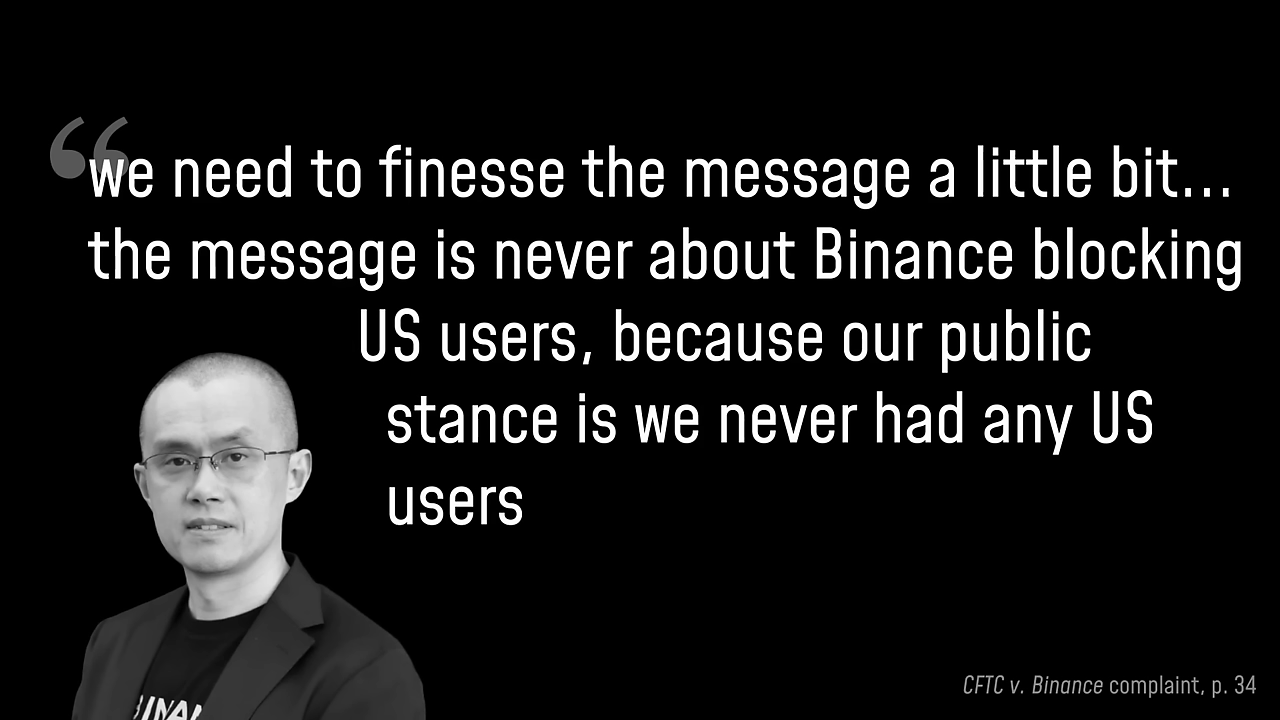 “we need to finesse the message a little bit...
the message is never about Binance blocking
US users, because our public
stance is we never had any US
users
BINAN
CFTC v. Binance complaint, p. 34